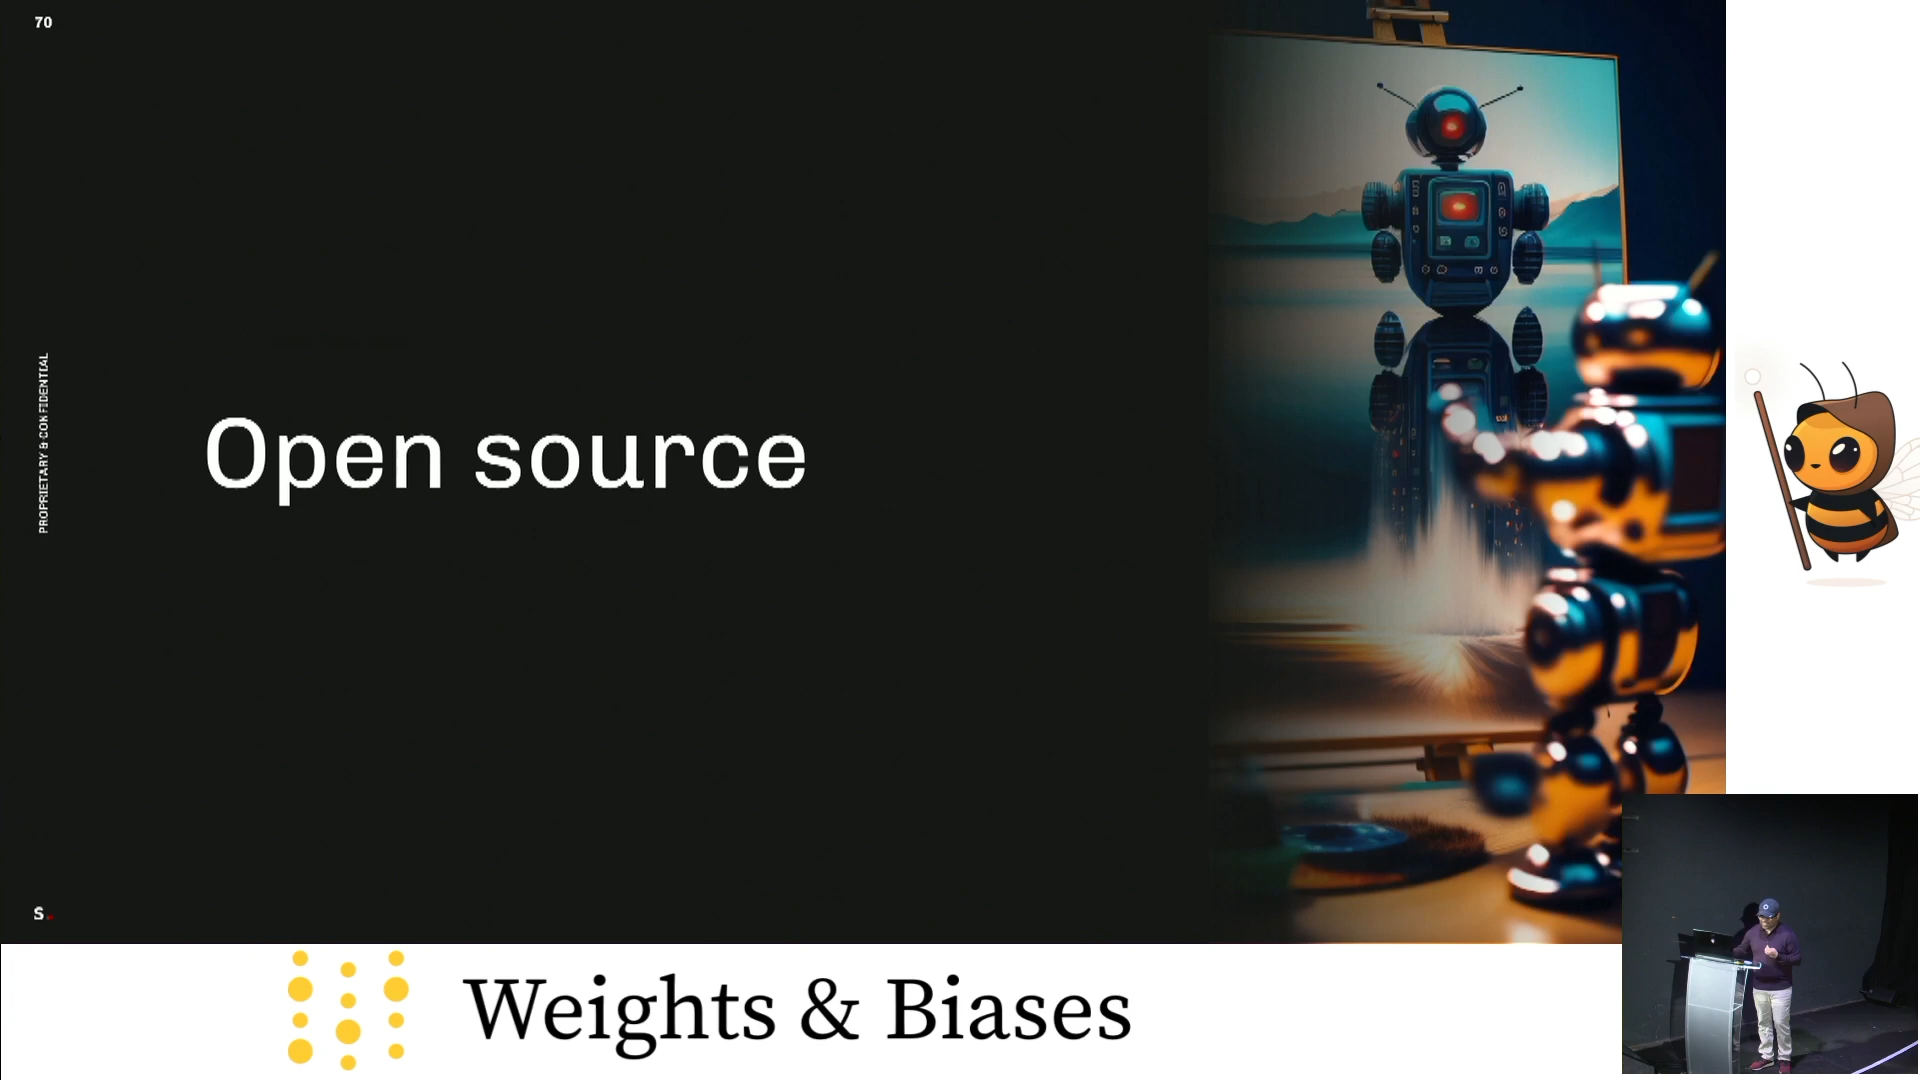 70
PROPRIETARY & CONFIDENTIAL
Open source
S.
Weights & Biases